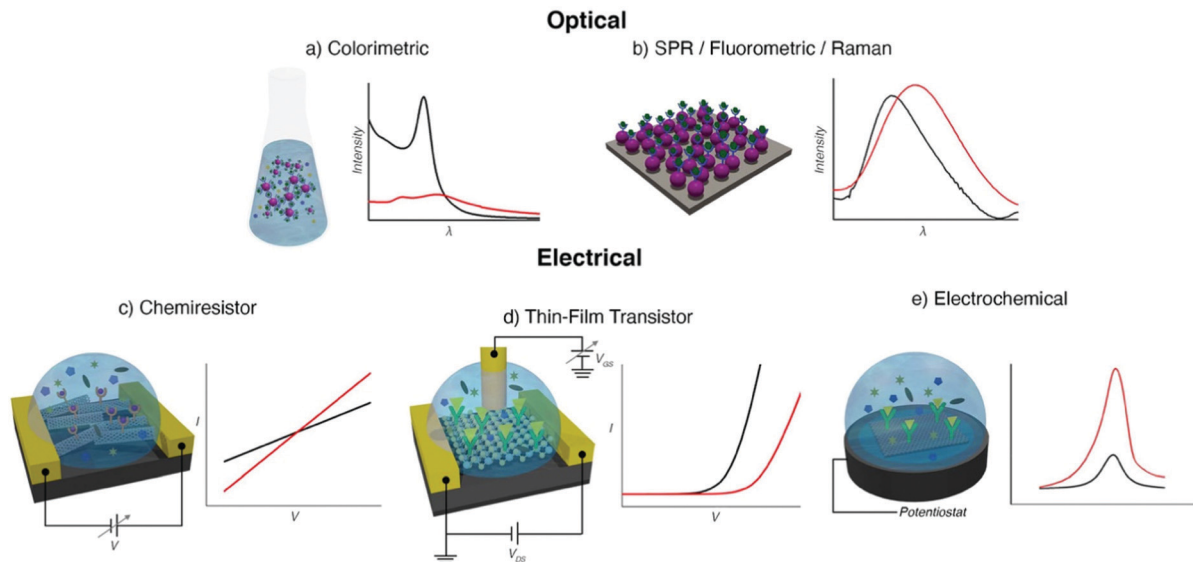 Optical
a) Colorimetric
Intensity
λ
b) SPR / Fluorometric / Raman
Intensity
λ
Electrical
c) Chemiresistor
V
I
V
d) Thin-Film Transistor
V_GS
V_DS
I
V
e) Electrochemical
Potentiostat